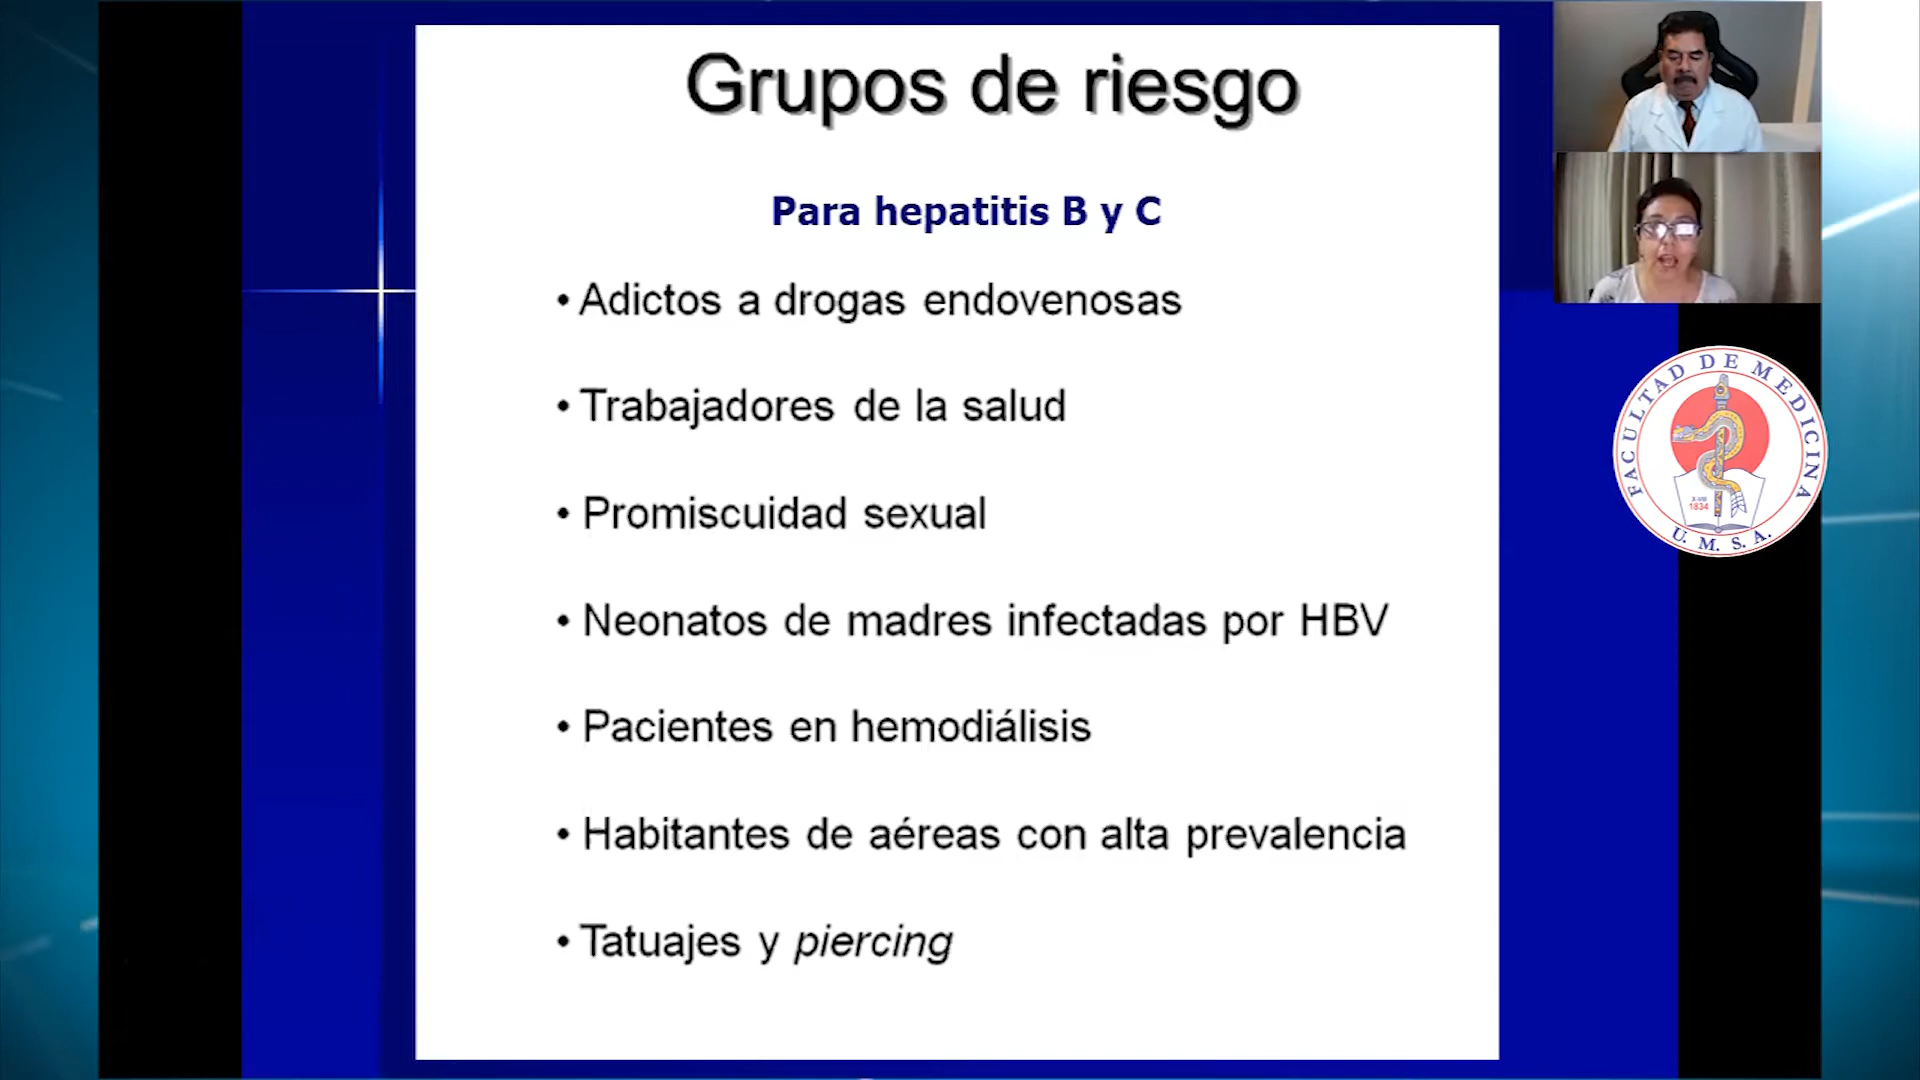 Grupos de riesgo
Para hepatitis B y C
• Adictos a drogas endovenosas
• Trabajadores de la salud
• Promiscuidad sexual
• Neonatos de madres infectadas por HBV
• Pacientes en hemodiálisis
• Habitantes de aéreas con alta prevalencia
• Tatuajes y piercing
FACULTAD DE MEDICINA
1834
U. M. S. A.